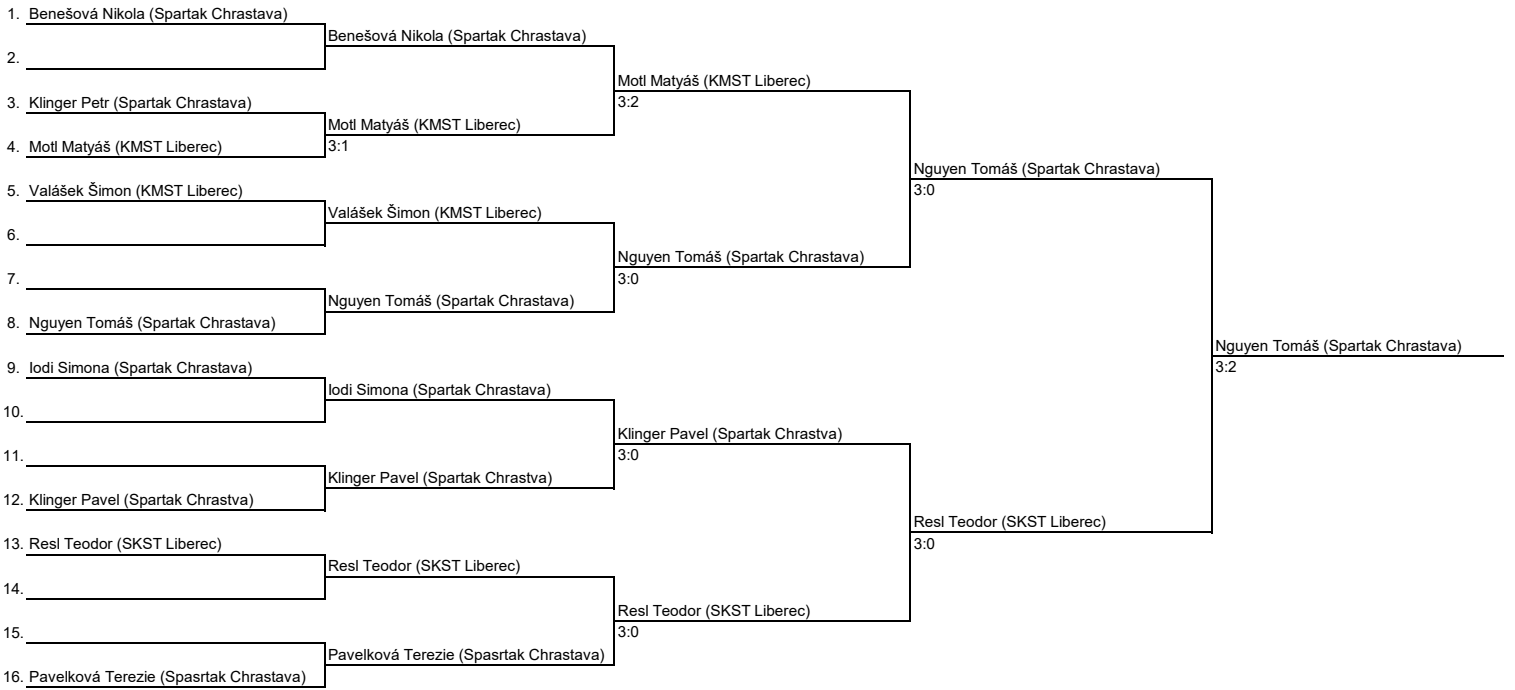 1. Benešová Nikola (Spartak Chrastava)
Benešová Nikola (Spartak Chrastava)
2.
Motl Matyáš (KMST Liberec)
3:2
3. Klinger Petr (Spartak Chrastava)
Motl Matyáš (KMST Liberec)
3:1
4. Motl Matyáš (KMST Liberec)
Nguyen Tomáš (Spartak Chrastava)
3:0
5. Valášek Šimon (KMST Liberec)
Valášek Šimon (KMST Liberec)
6.
Nguyen Tomáš (Spartak Chrastava)
3:0
7.
Nguyen Tomáš (Spartak Chrastava)
8. Nguyen Tomáš (Spartak Chrastava)
Nguyen Tomáš (Spartak Chrastava)
3:2
9. Iodi Simona (Spartak Chrastava)
Iodi Simona (Spartak Chrastava)
10.
Klinger Pavel (Spartak Chrastva)
3:0
11.
Klinger Pavel (Spartak Chrastva)
12. Klinger Pavel (Spartak Chrastva)
Resl Teodor (SKST Liberec)
3:0
13. Resl Teodor (SKST Liberec)
Resl Teodor (SKST Liberec)
14.
Resl Teodor (SKST Liberec)
3:0
15.
Pavelková Terezie (Spasrtak Chrastava)
16. Pavelková Terezie (Spasrtak Chrastava)